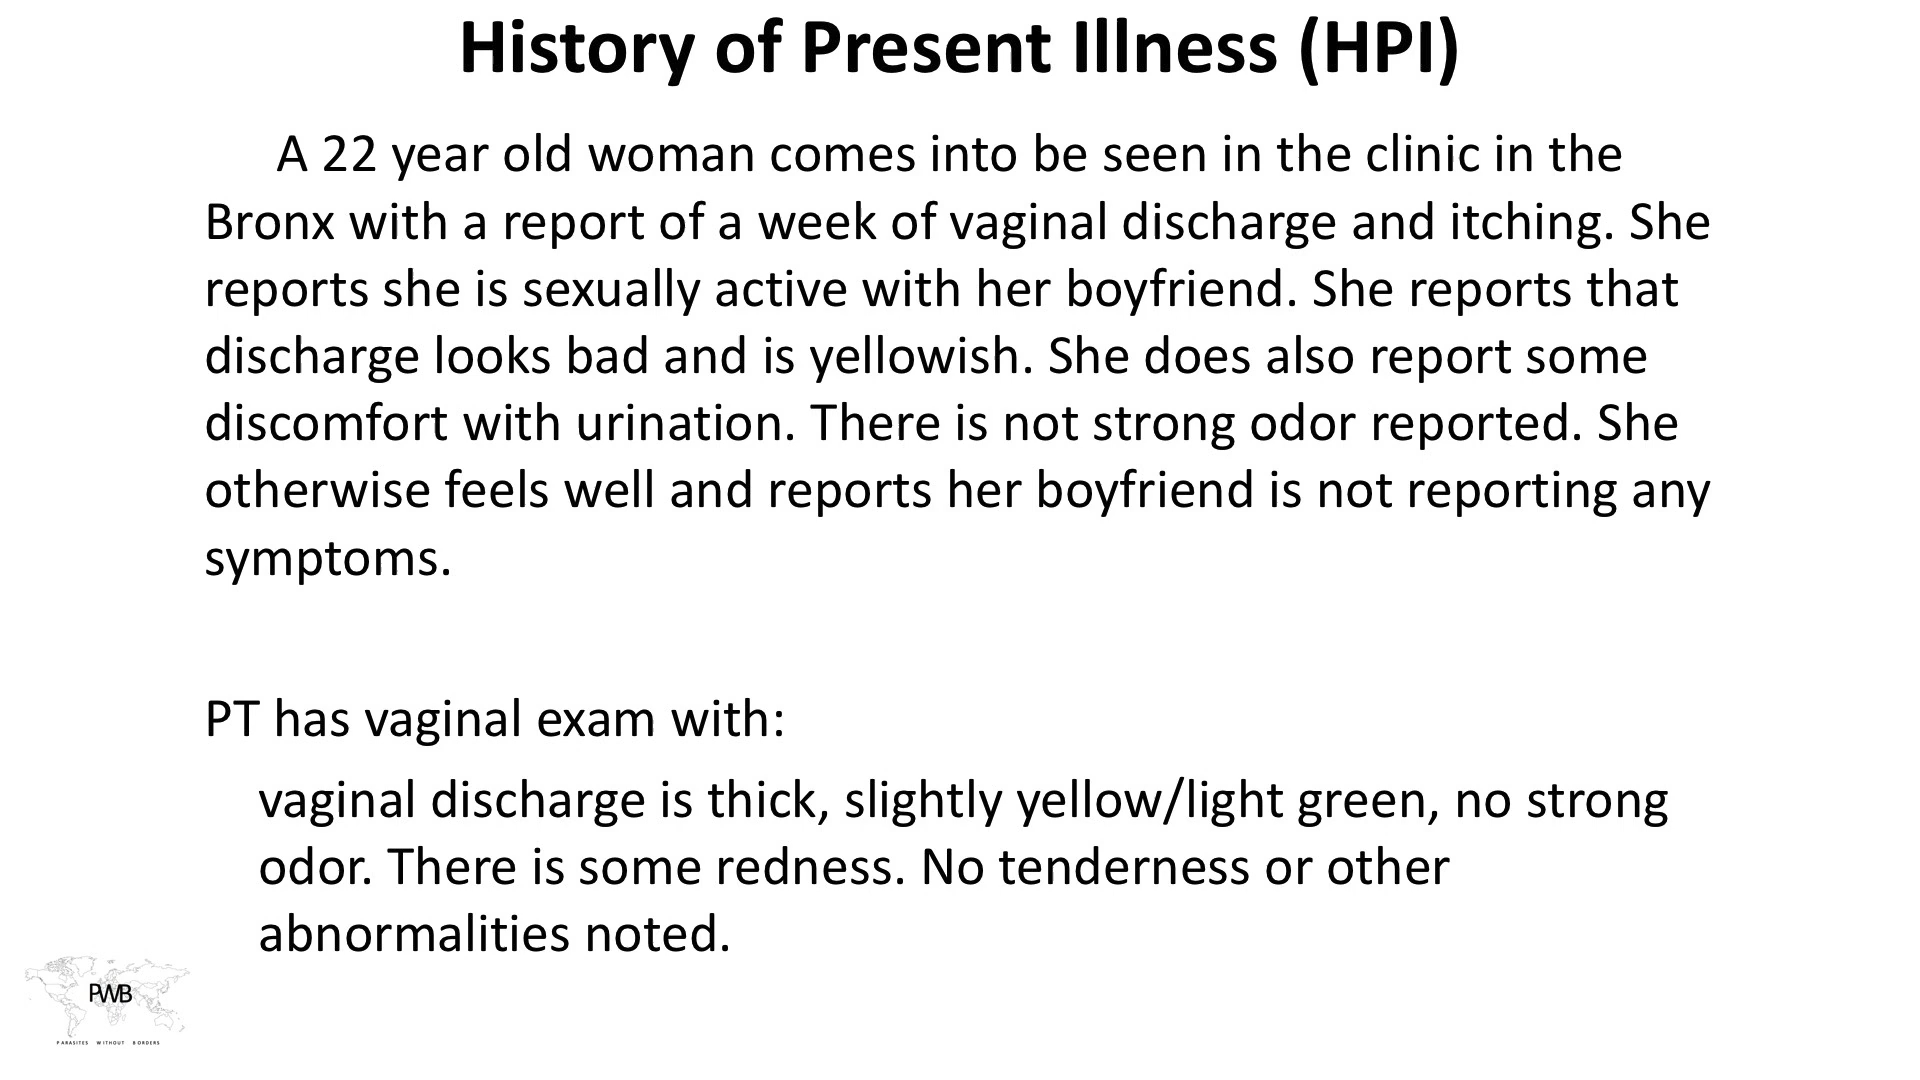 History of Present Illness (HPI)
A 22 year old woman comes into be seen in the clinic in the
Bronx with a report of a week of vaginal discharge and itching. She
reports she is sexually active with her boyfriend. She reports that
discharge looks bad and is yellowish. She does also report some
discomfort with urination. There is not strong odor reported. She
otherwise feels well and reports her boyfriend is not reporting any
symptoms.
PT has vaginal exam with:
vaginal discharge is thick, slightly yellow/light green, no strong
odor. There is some redness. No tenderness or other
abnormalities noted.
PWB
PARASITES WITHOUT BORDERS